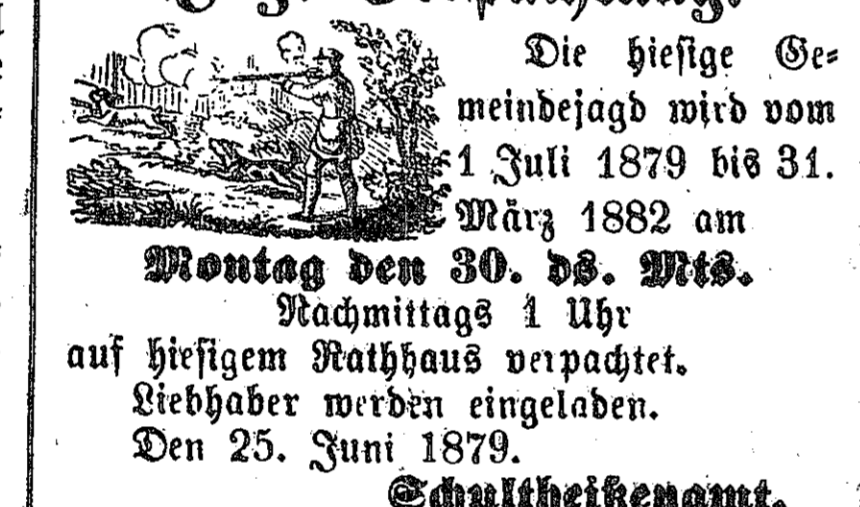 Die hiesige Ge-
meindejagd wird vom
1 Juli 1879 bis 31.
März 1882 am
Montag den 30. ds. Mts.
Nachmittags 1 Uhr
auf hiesigem Rathhaus verpachtet.
Liebhaber werden eingeladen.
Den 25. Juni 1879.
Schultheißenamt.